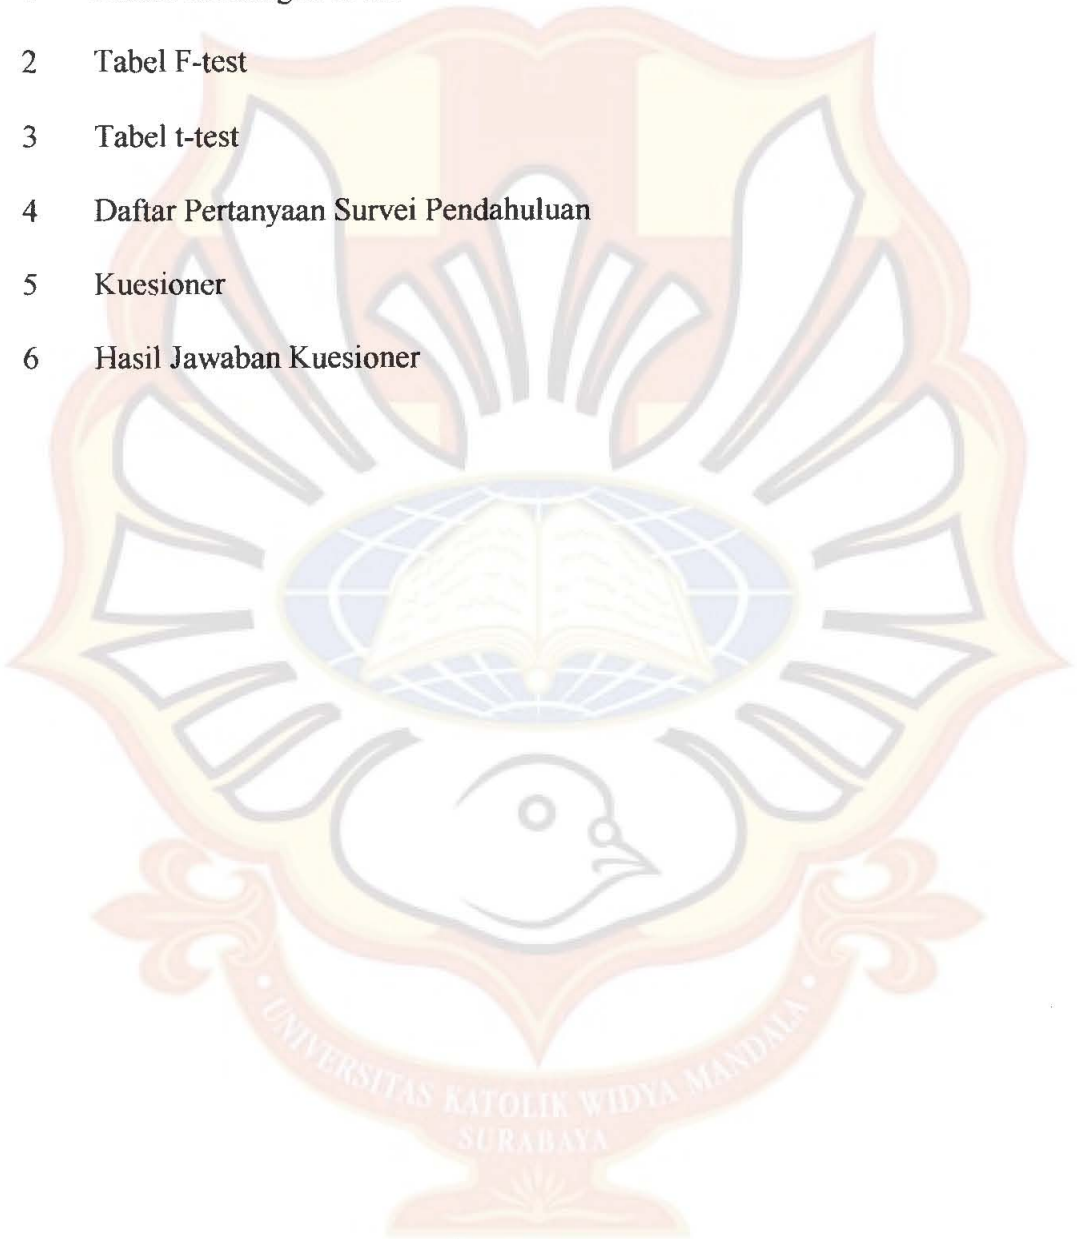 2 Tabel F-test
3 Tabel t-test
4 Daftar Pertanyaan Survei Pendahuluan
5 Kuesioner
6 Hasil Jawaban Kuesioner
UNIVERSITAS KATOLIK WIDYA MANDALA
SURABAYA